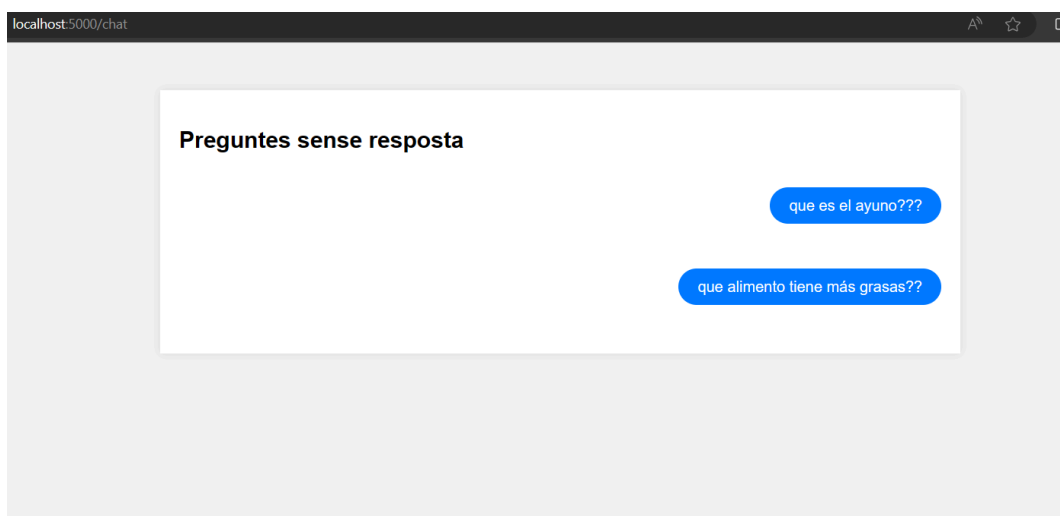 localhost:5000/chat
Preguntes sense resposta
que es el ayuno???
que alimento tiene más grasas??